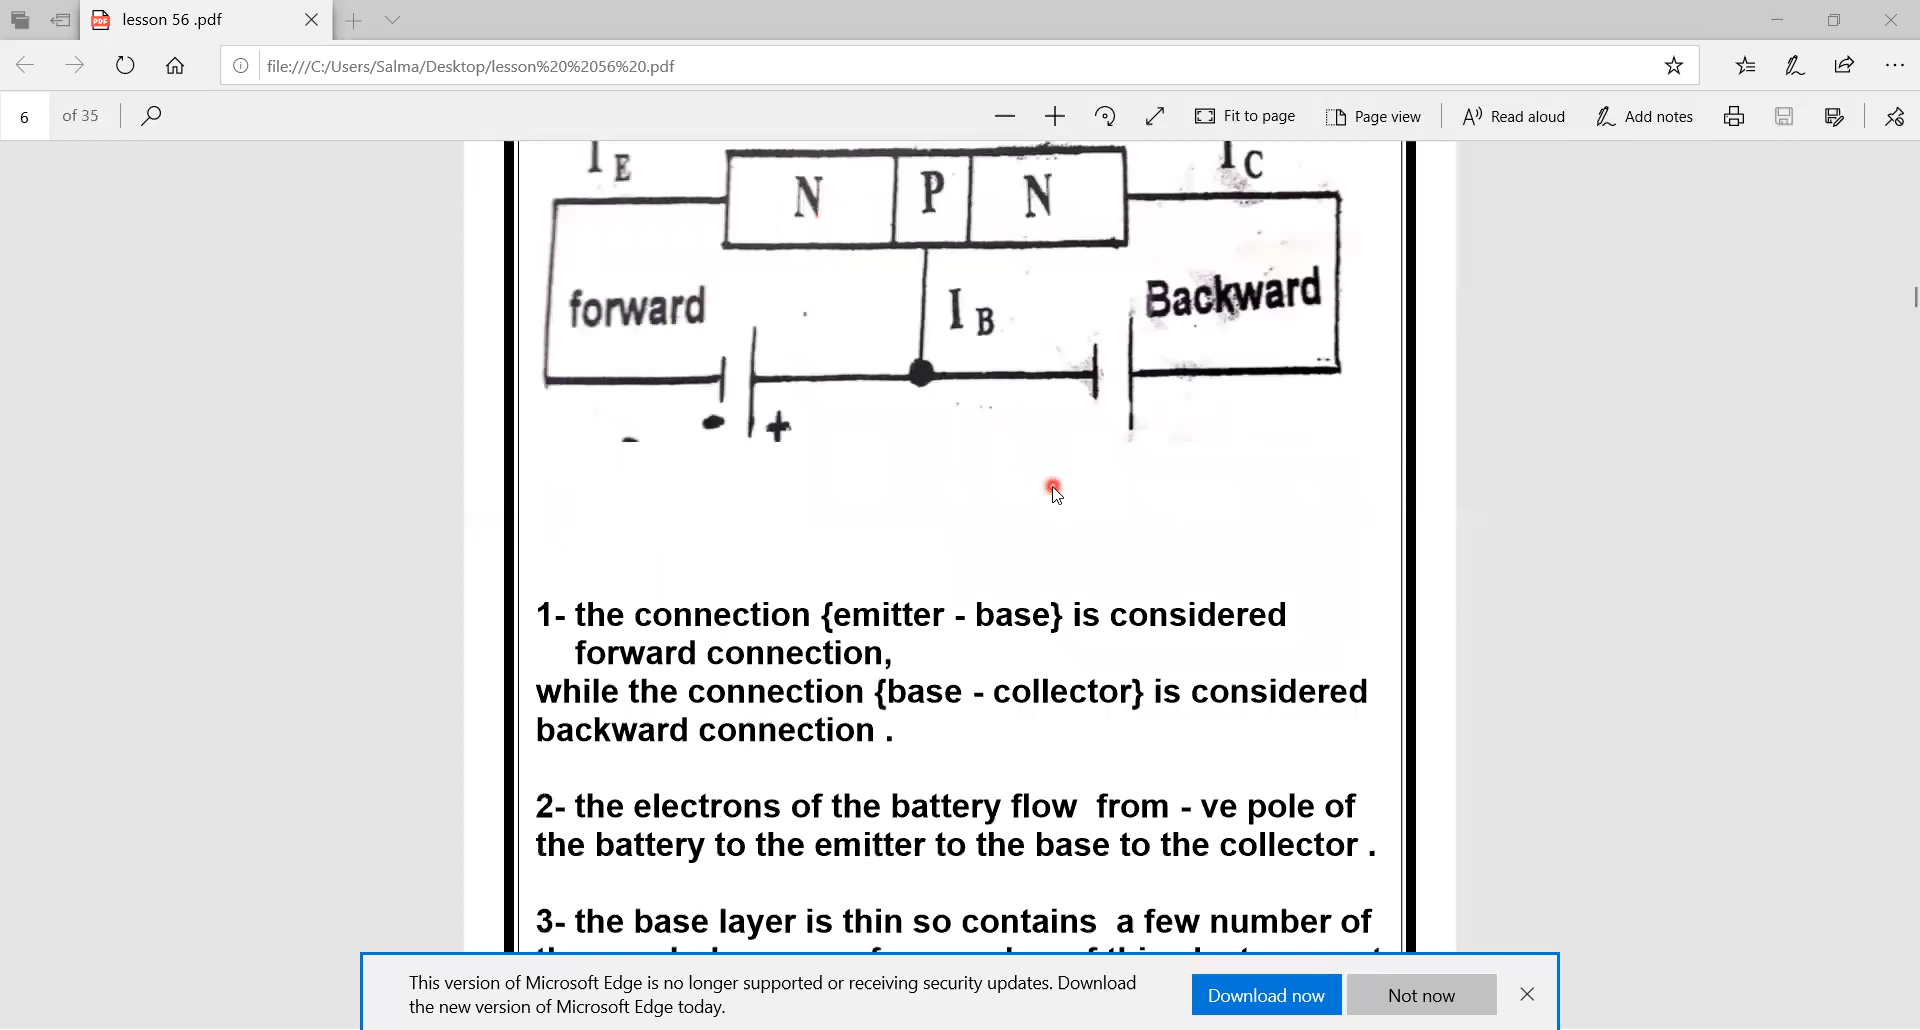 lesson 56 .pdf
file:///C:/Users/Salma/Desktop/lesson%20%2056%20.pdf
6 of 35
Fit to page
Page view
Read aloud
Add notes
I E
I C
N P N
forward
I B
Backward
- +
1- the connection {emitter - base} is considered
forward connection,
while the connection {base - collector} is considered
backward connection .
2- the electrons of the battery flow from - ve pole of
the battery to the emitter to the base to the collector .
3- the base layer is thin so contains a few number of
This version of Microsoft Edge is no longer supported or receiving security updates. Download
the new version of Microsoft Edge today.
Download now
Not now